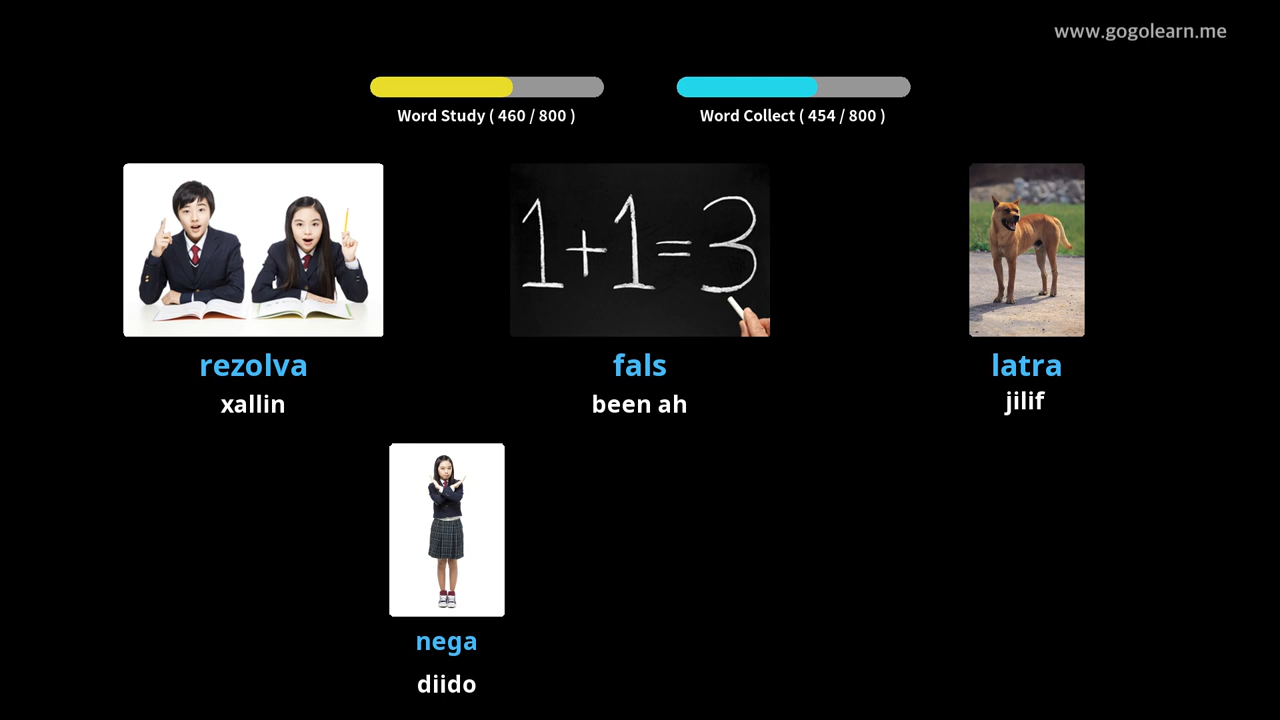 www.gogolearn.me
Word Study ( 460 / 800 )
Word Collect ( 454 / 800 )
1+1=3
rezolva
fals
latra
xallin
been ah
jilif
nega
diido